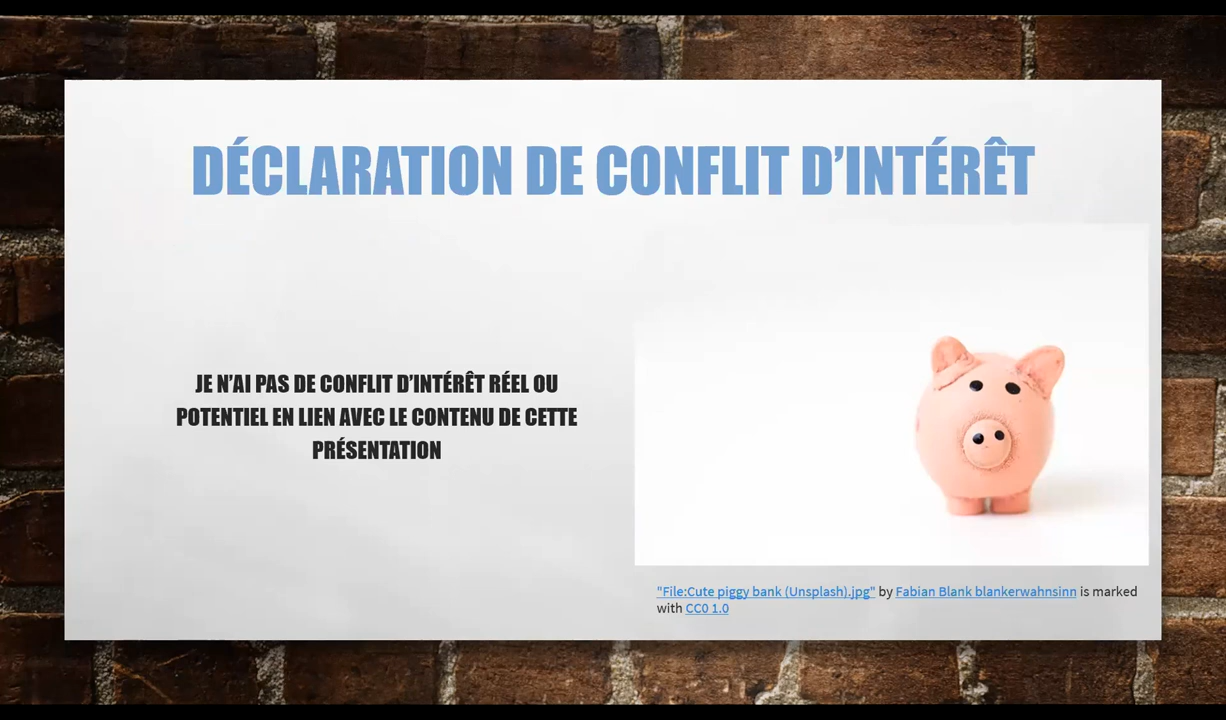 DÉCLARATION DE CONFLIT D’INTÉRÊT
JE N’AI PAS DE CONFLIT D’INTÉRÊT RÉEL OU
POTENTIEL EN LIEN AVEC LE CONTENU DE CETTE
PRÉSENTATION
"File:Cute piggy bank (Unsplash).jpg" by Fabian Blank blankerwahnsinn is marked
with CC0 1.0